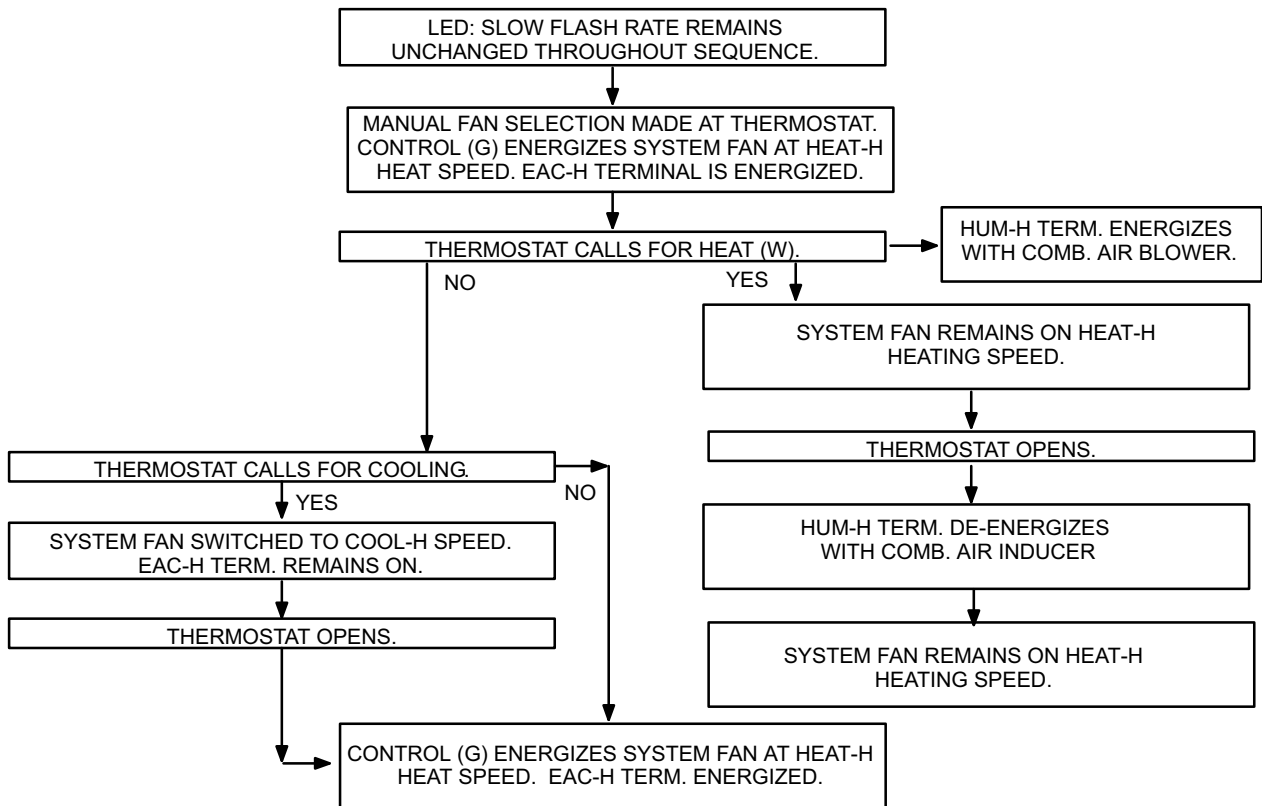 LED: SLOW FLASH RATE REMAINS
UNCHANGED THROUGHOUT SEQUENCE.
MANUAL FAN SELECTION MADE AT THERMOSTAT.
CONTROL (G) ENERGIZES SYSTEM FAN AT HEAT-H
HEAT SPEED. EAC-H TERMINAL IS ENERGIZED.
THERMOSTAT CALLS FOR HEAT (W).
HUM-H TERM. ENERGIZES
WITH COMB. AIR BLOWER.
NO
YES
SYSTEM FAN REMAINS ON HEAT-H
HEATING SPEED.
THERMOSTAT OPENS.
HUM-H TERM. DE-ENERGIZES
WITH COMB. AIR INDUCER
SYSTEM FAN REMAINS ON HEAT-H
HEATING SPEED.
THERMOSTAT CALLS FOR COOLING.
YES
NO
SYSTEM FAN SWITCHED TO COOL-H SPEED.
EAC-H TERM. REMAINS ON.
THERMOSTAT OPENS.
CONTROL (G) ENERGIZES SYSTEM FAN AT HEAT-H
HEAT SPEED. EAC-H TERM. ENERGIZED.